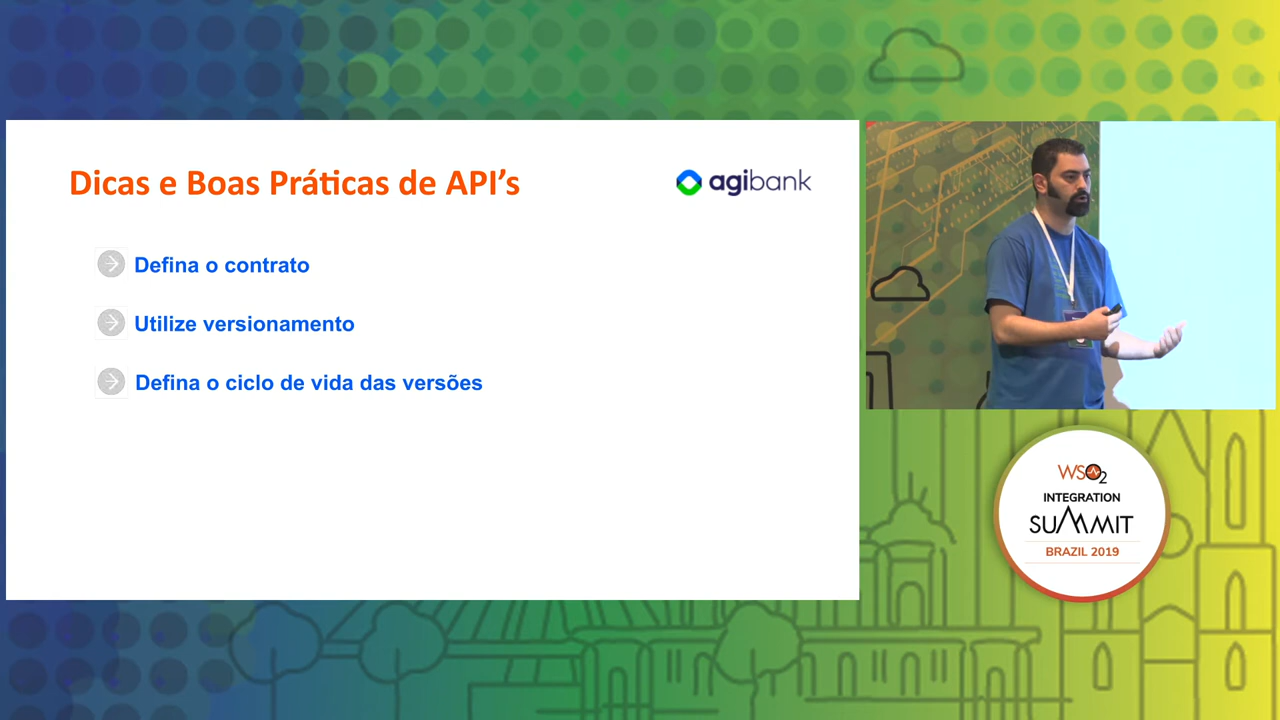 Dicas e Boas Práticas de API’s
agibank
Defina o contrato
Utilize versionamento
Defina o ciclo de vida das versões
WSO2
INTEGRATION
SUMMIT
BRAZIL 2019